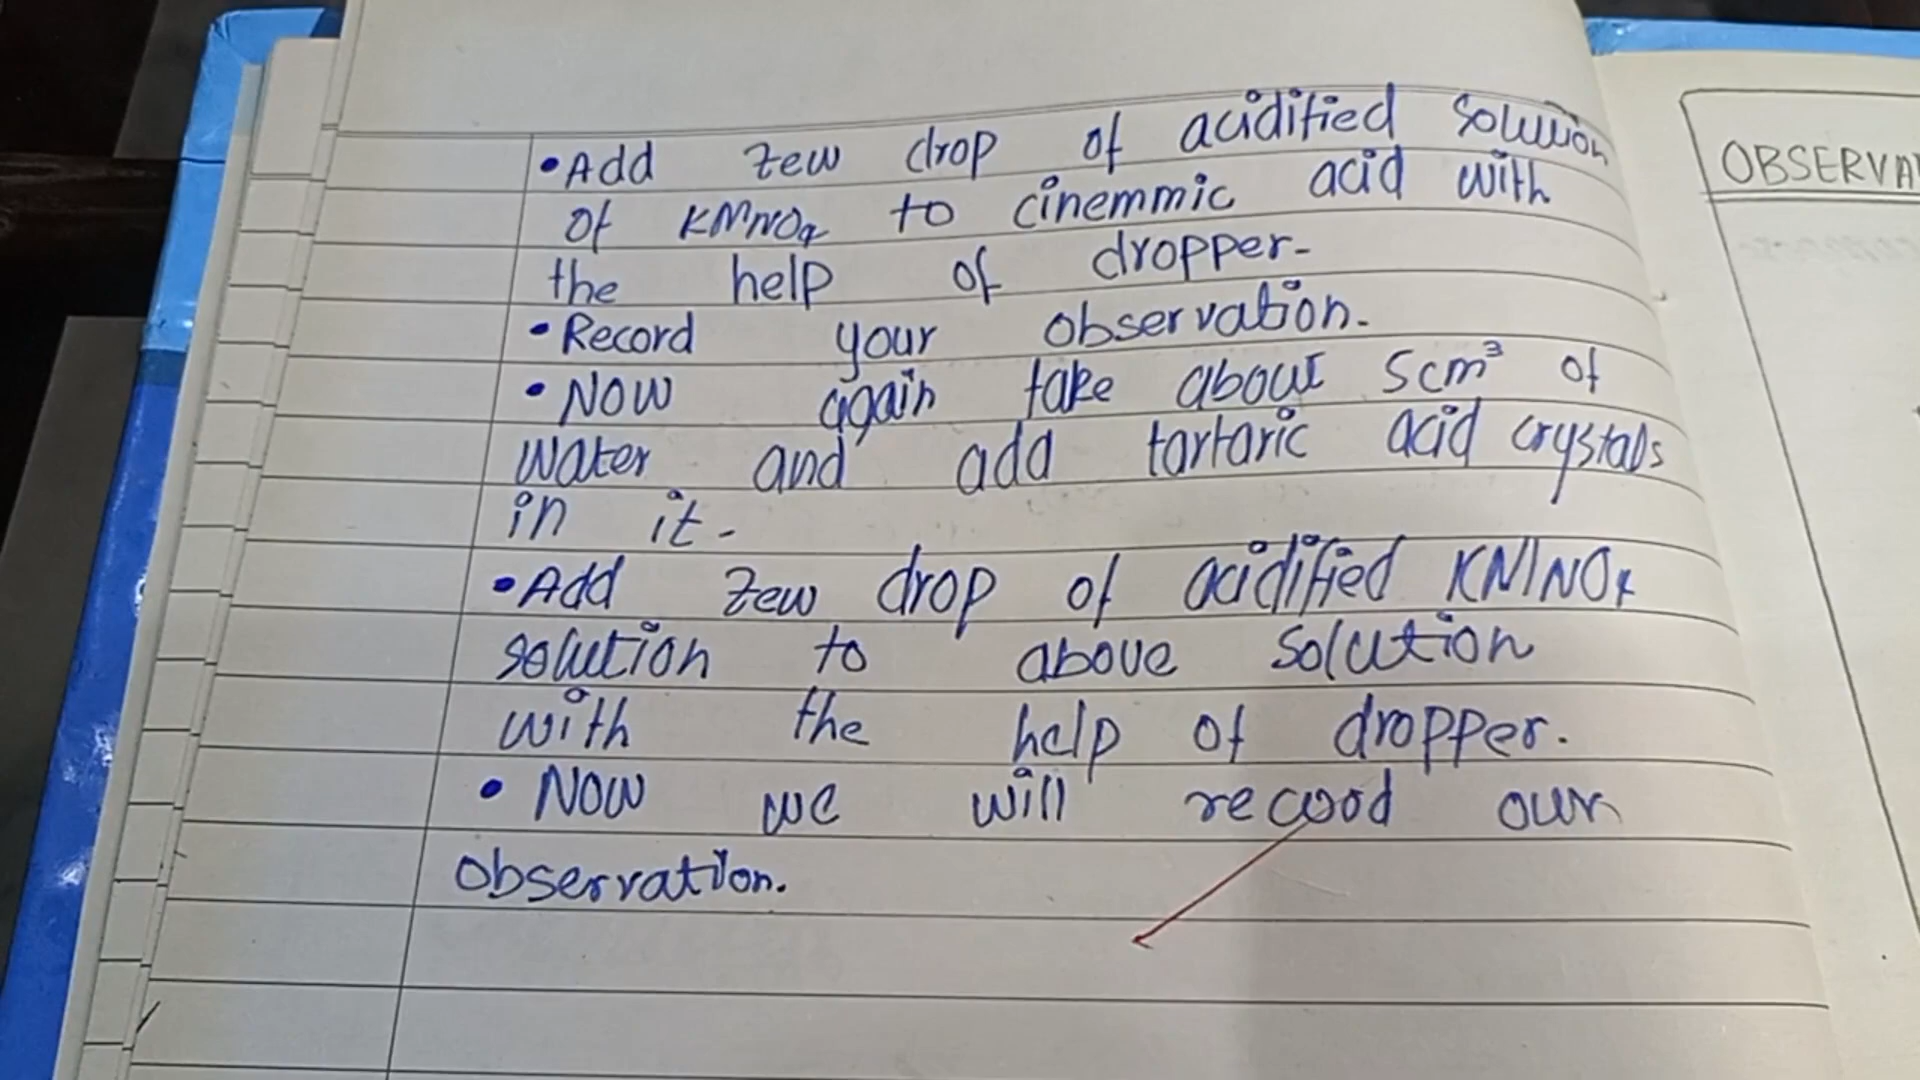 •Add few drop of acidified solution
of KMnO4 to cinemmic acid with
the help of dropper-
•Record your observation.
•Now again take about 5cm³ of
water and add tartaric acid crystals
in it-
•Add few drop of acidified KMNO4
solution to above solution
with the help of dropper.
• Now we will recood our
observation.
OBSERVA